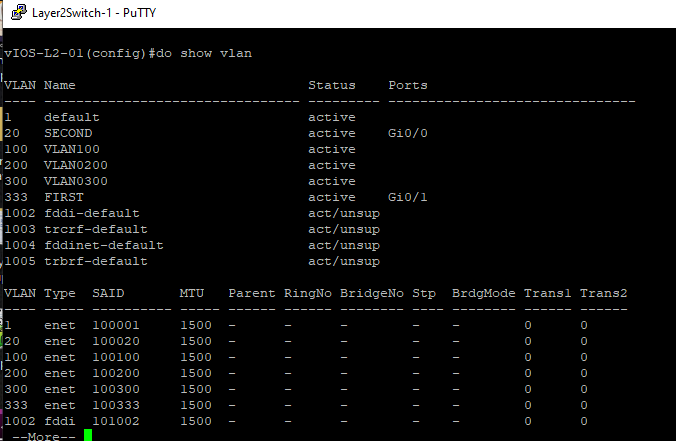 Layer2Switch-1 - PuTTY
vIOS-L2-01(config)#do show vlan
VLAN Name                             Status    Ports
---- -------------------------------- --------- -------------------------------
1    default                          active
20   SECOND                           active    Gi0/0
100  VLAN100                          active
200  VLAN0200                         active
300  VLAN0300                         active
333  FIRST                            active    Gi0/1
1002 fddi-default                     act/unsup
1003 trcrf-default                    act/unsup
1004 fddinet-default                  act/unsup
1005 trbrf-default                    act/unsup
VLAN Type  SAID       MTU   Parent RingNo BridgeNo Stp  BrdgMode Trans1 Trans2
---- ----- ---------- ----- ------ ------ -------- ---- -------- ------ ------
1    enet  100001     1500  -      -      -        -    -        0      0
20   enet  100020     1500  -      -      -        -    -        0      0
100  enet  100100     1500  -      -      -        -    -        0      0
200  enet  100200     1500  -      -      -        -    -        0      0
300  enet  100300     1500  -      -      -        -    -        0      0
333  enet  100333     1500  -      -      -        -    -        0      0
1002 fddi  101002     1500  -      -      -        -    -        0      0
--More--